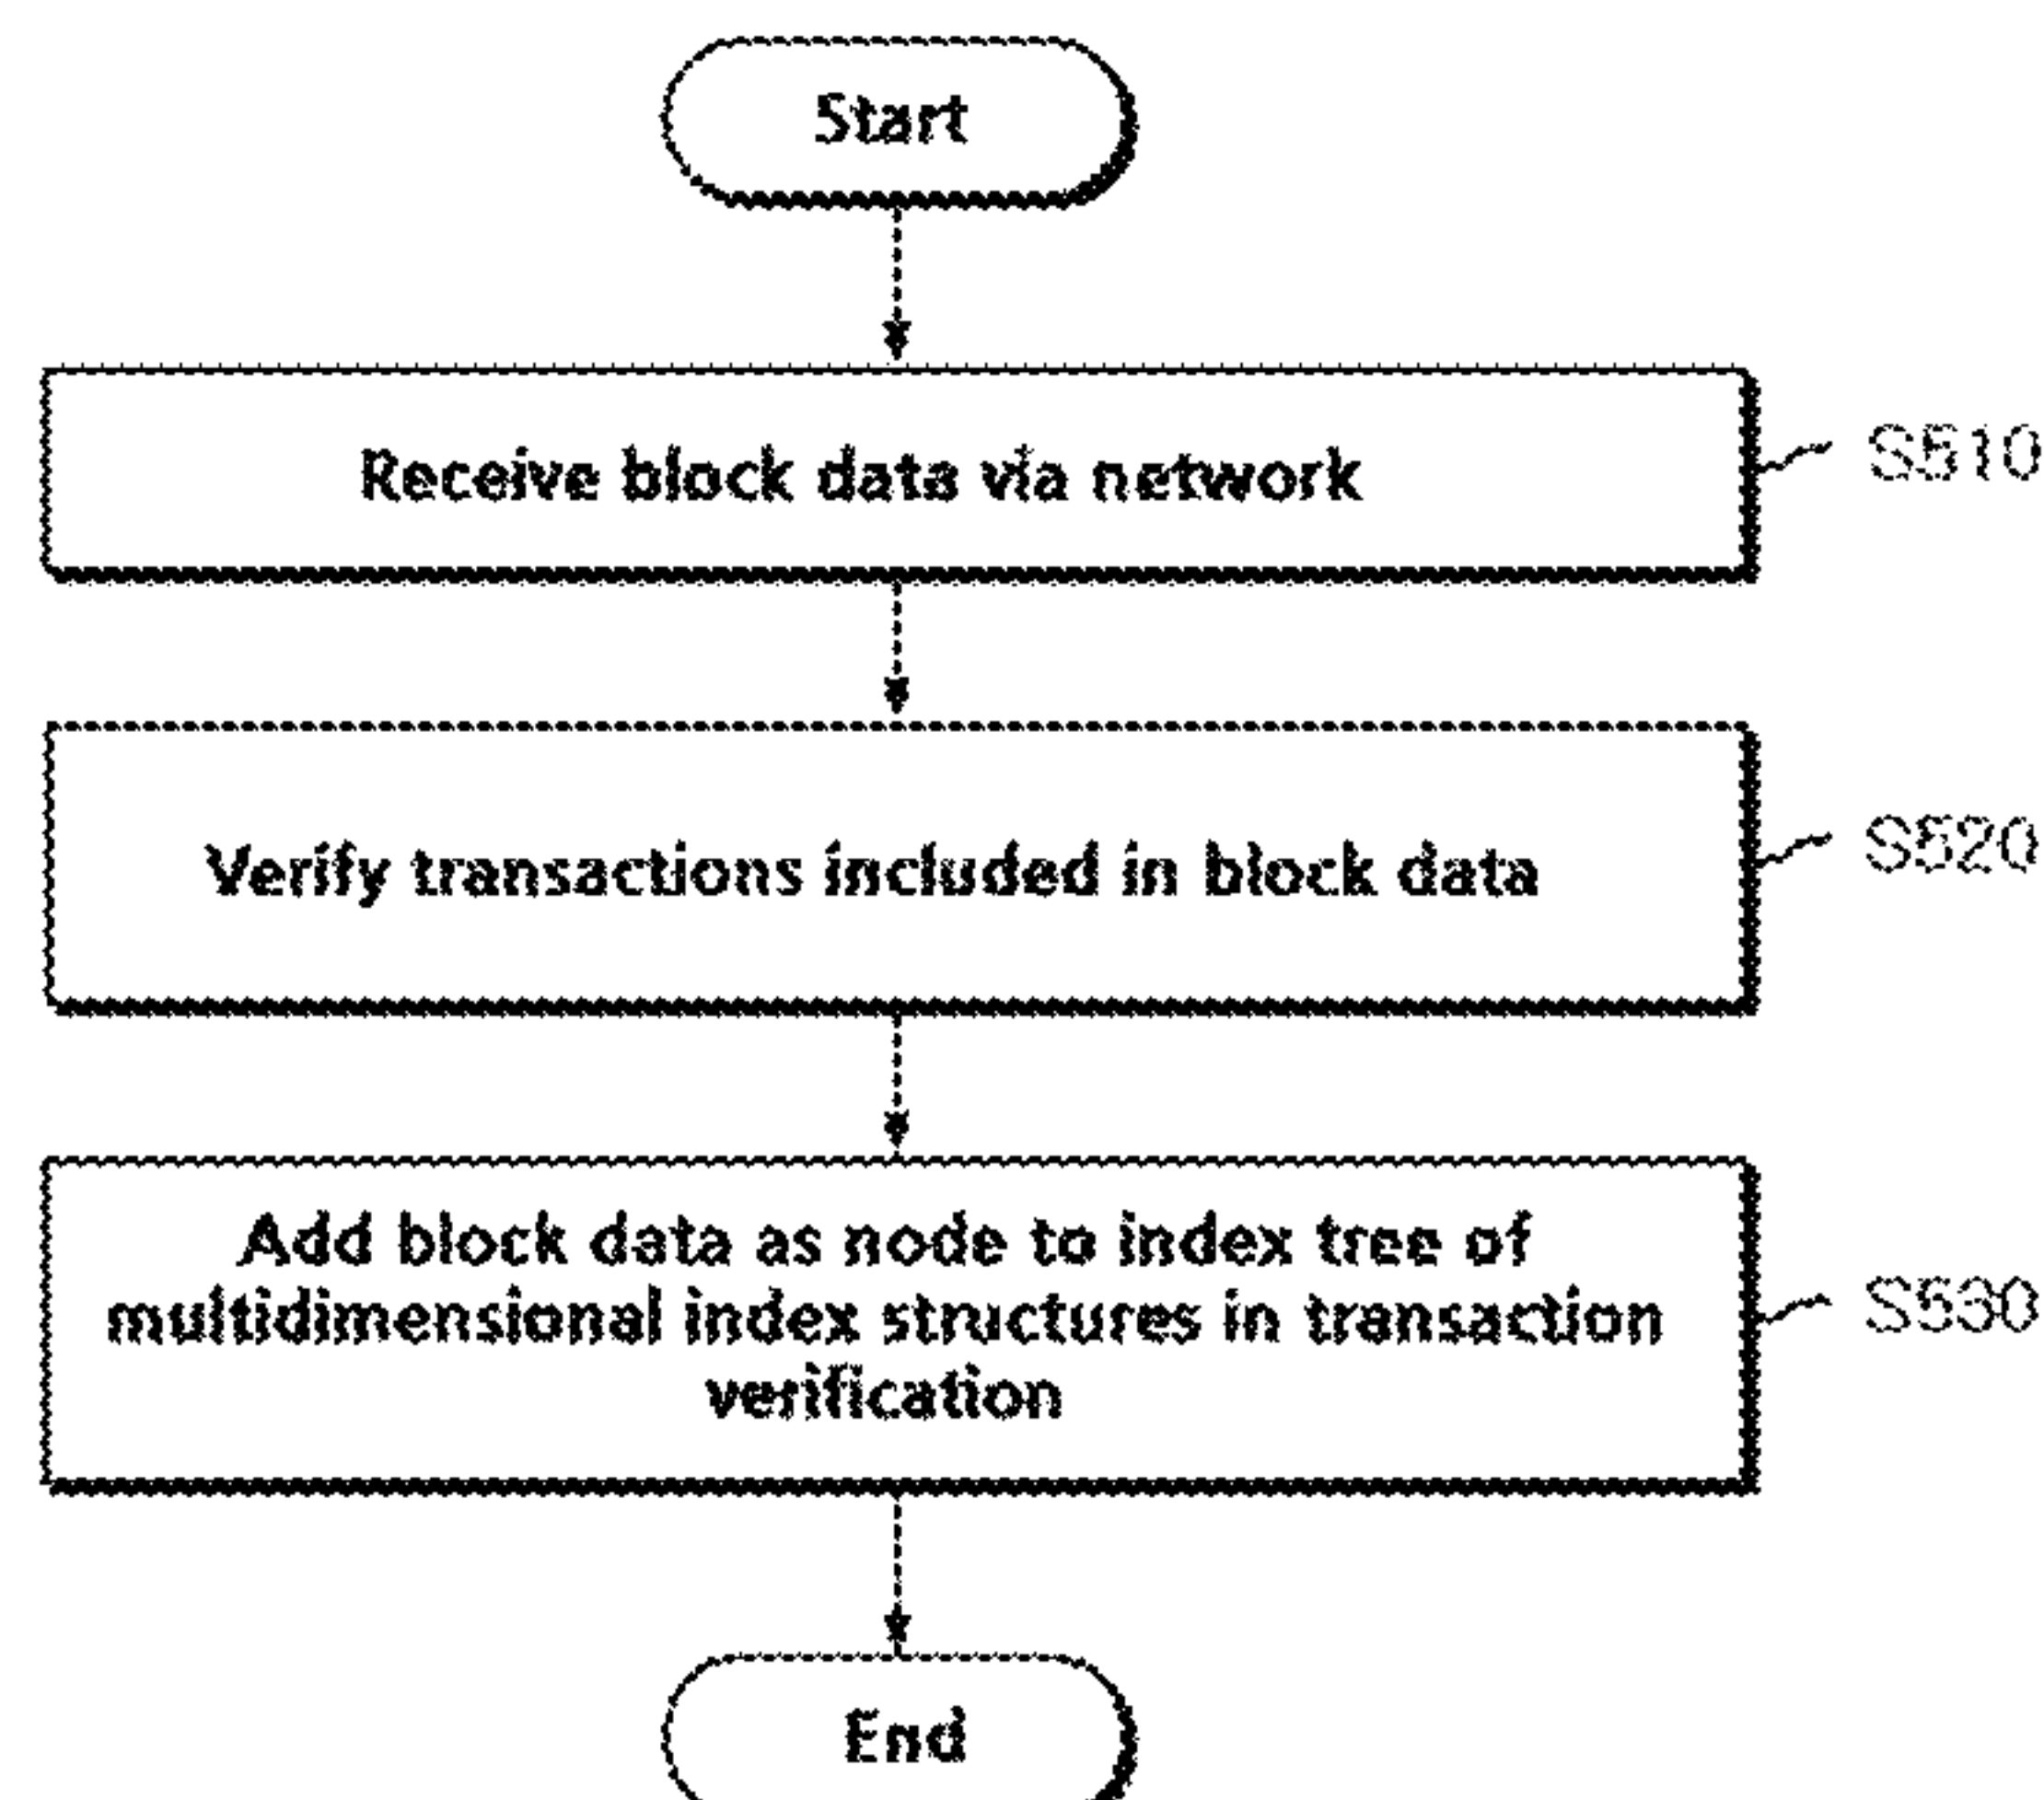 Start
Receive block data via network
S510
Verify transactions included in block data
S520
Add block data as node to index tree of
multidimensional index structures in transaction
verification
S530
End